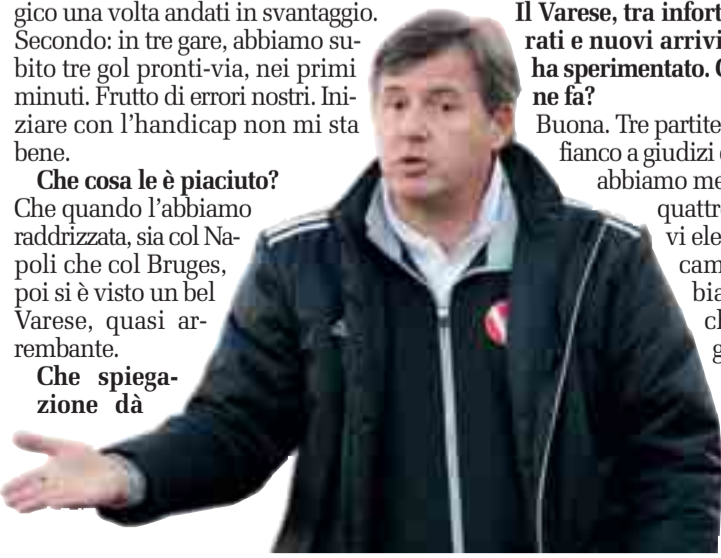 gico una volta andati in svantaggio.
Secondo: in tre gare, abbiamo su-
bito tre gol pronti-via, nei primi
minuti. Frutto di errori nostri. Ini-
ziare con l'handicap non mi sta
bene.
Che cosa le è piaciuto?
Che quando l'abbiamo
raddrizzata, sia col Na-
poli che col Bruges,
poi si è visto un bel
Varese, quasi ar-
rembante.
Che spiega-
zione dà
Il Varese, tra infort
rati e nuovi arrivi
ha sperimentato.
ne fa?
Buona. Tre partite
fianco a giudizi
abbiamo me
quattr
vi ele
cam
bia